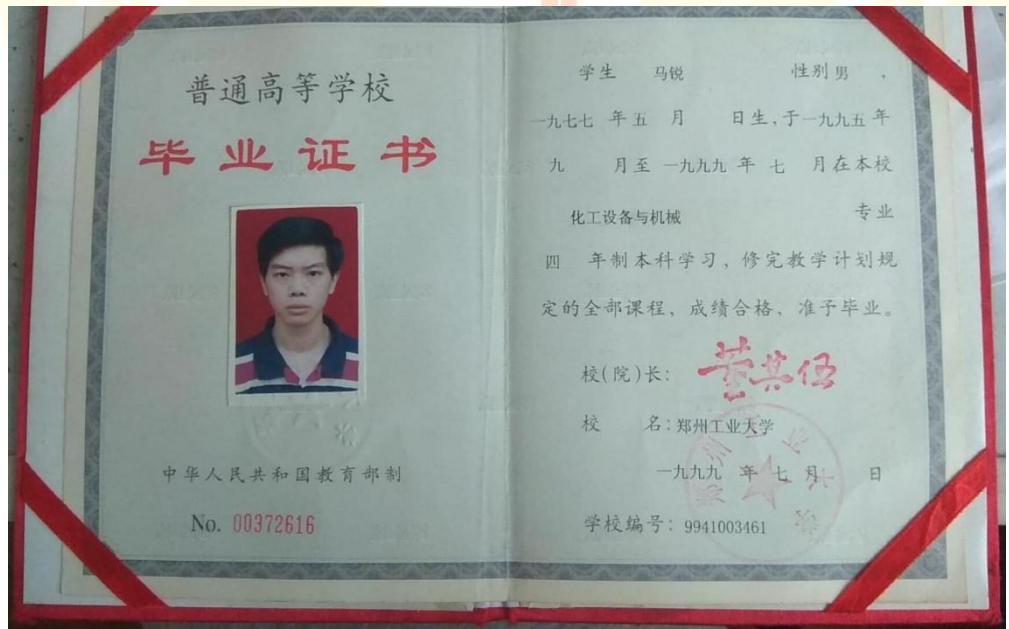 普通高等学校
毕业证书
中华人民共和国教育部制
No. 00372616
学生 马锐 性别 男 ，
一九七七 年 五 月 日生，于 一九九五 年
九 月至 一九九九 年 七 月在本校
化工设备与机械 专业
四 年制本科学习、修完教学计划规
定的全部课程，成绩合格，准予毕业。
校(院)长: 董其伍
校 名: 郑州工业大学
一九九九 年 七 月 日
学校编号: 9941003461